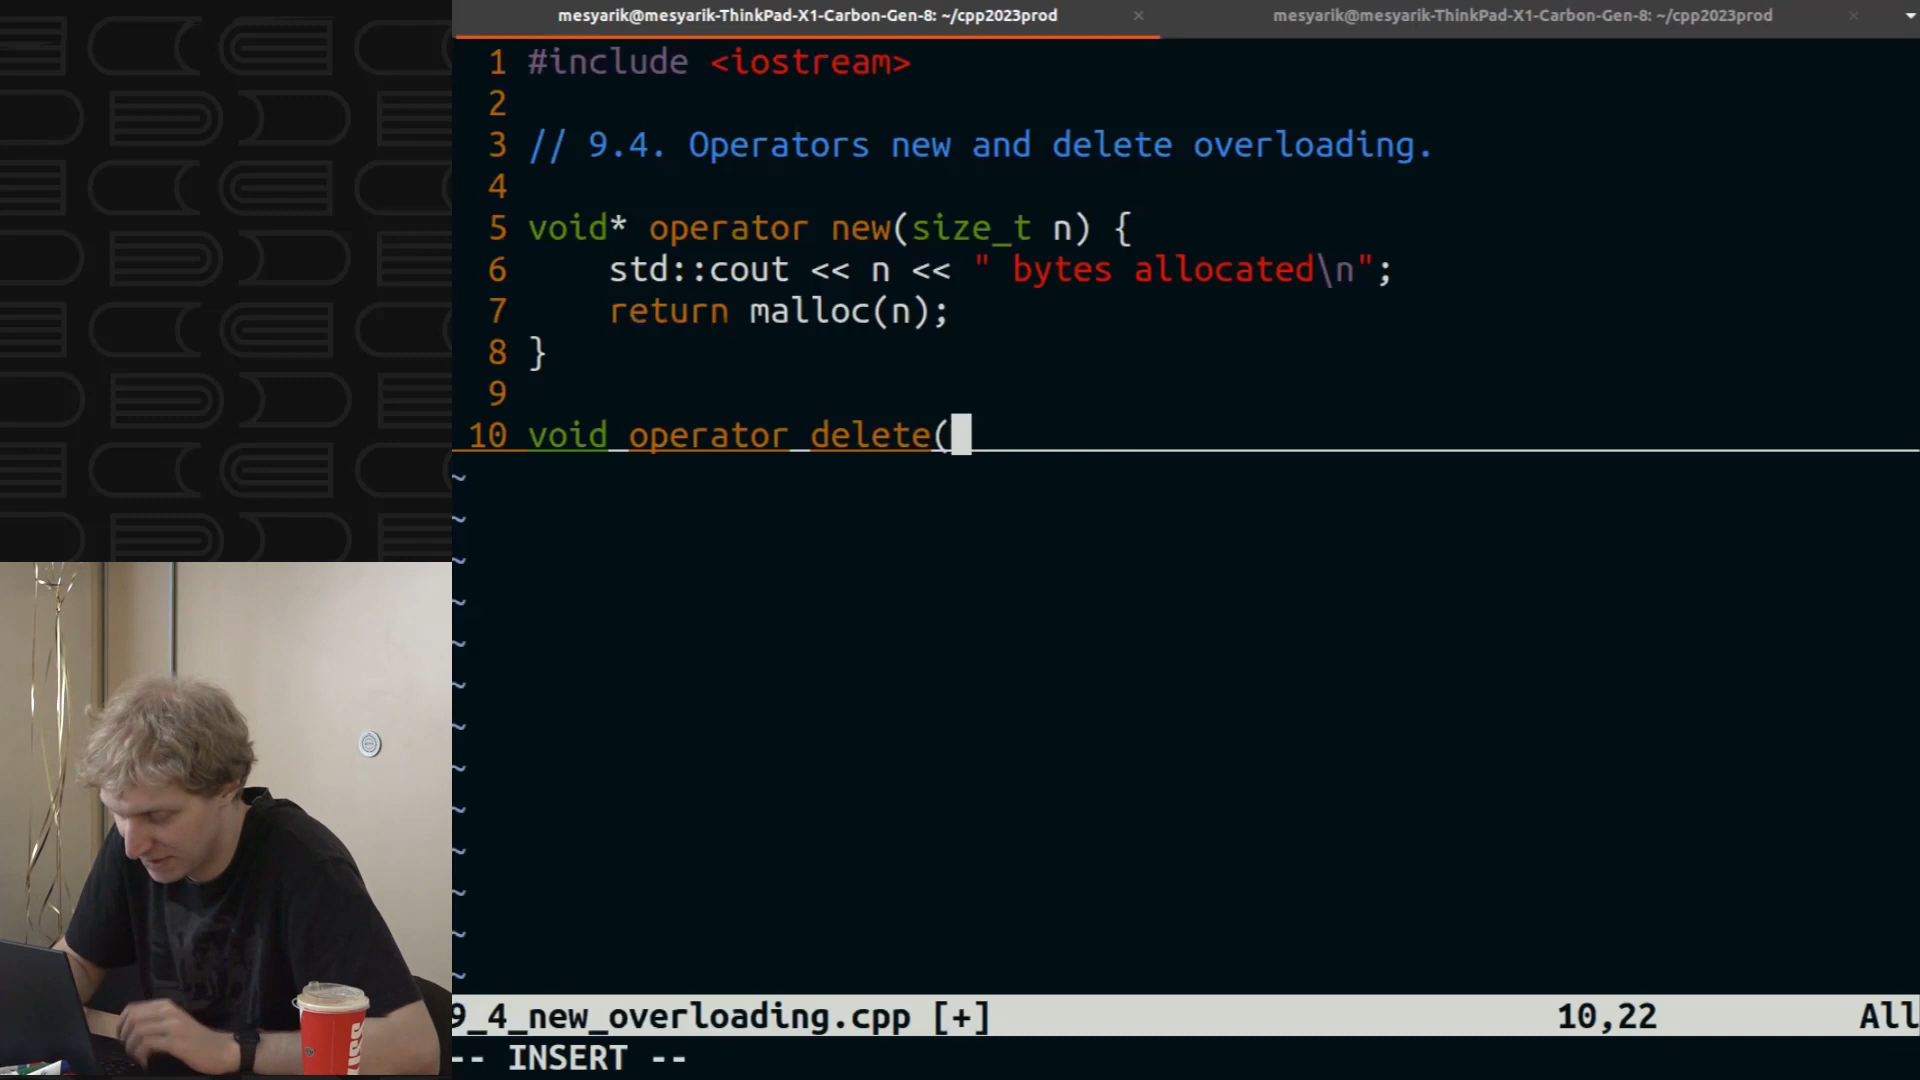 mesyarik@mesyarik-ThinkPad-X1-Carbon-Gen-8: ~/cpp2023prod
mesyarik@mesyarik-ThinkPad-X1-Carbon-Gen-8: ~/cpp2023prod
1 #include <iostream>
2
3 // 9.4. Operators new and delete overloading.
4
5 void* operator new(size_t n) {
6     std::cout << n << " bytes allocated\n";
7     return malloc(n);
8 }
9
10 void operator delete(
~
~
~
~
~
~
~
~
~
~
~
~
~
9_4_new_overloading.cpp [+] 10,22 All
-- INSERT --